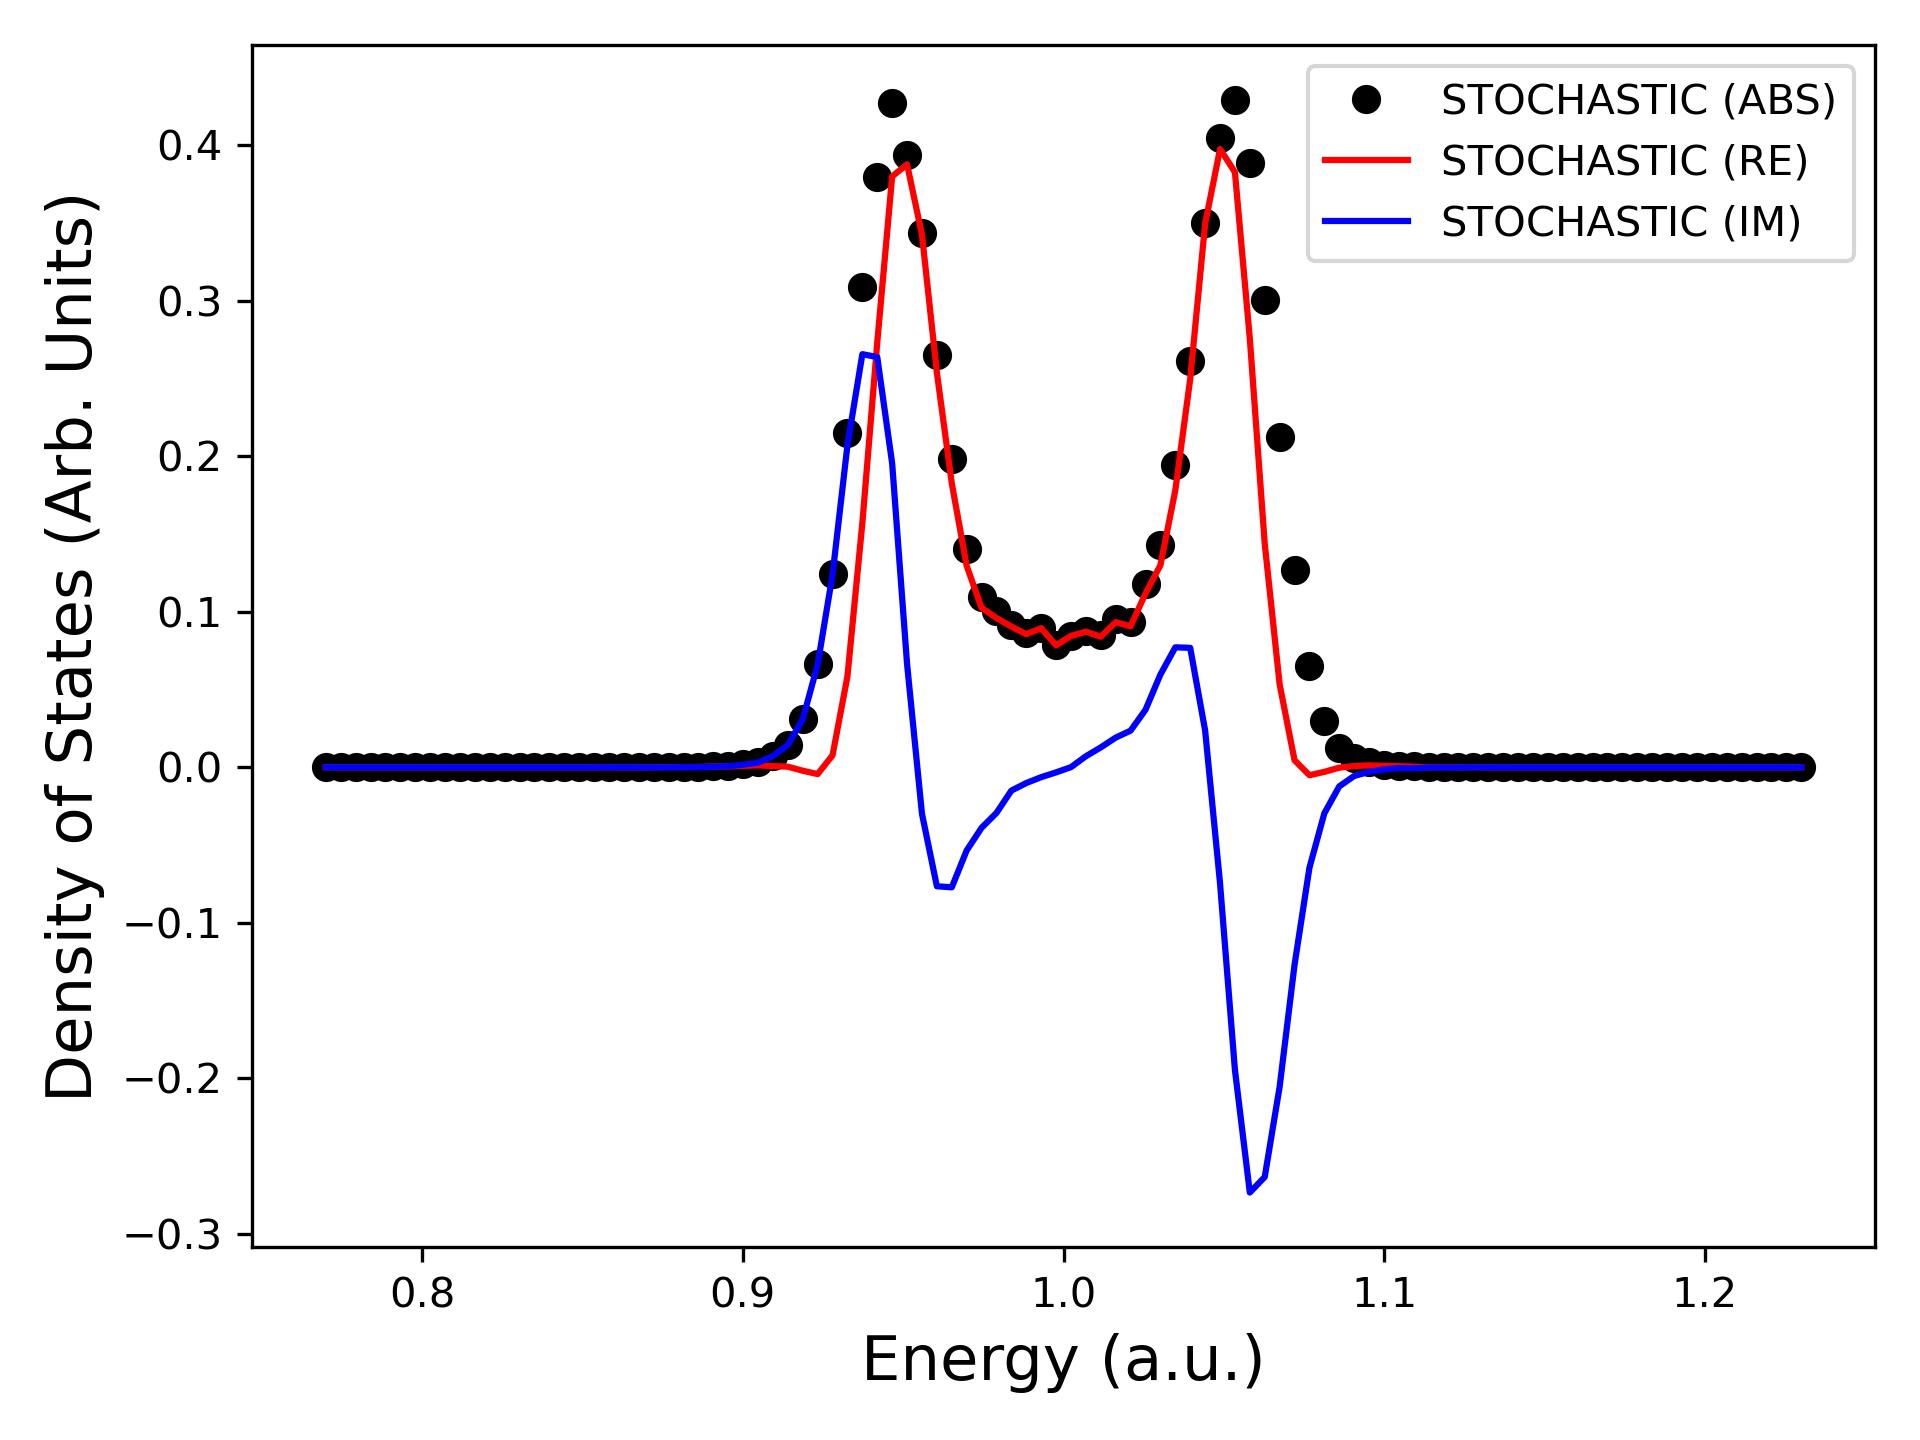 STOCHASTIC (ABS)
STOCHASTIC (RE)
STOCHASTIC (IM)
Density of States (Arb. Units)
0.4
0.3
0.2
0.1
0.0
−0.1
−0.2
−0.3
0.8 0.9 1.0 1.1 1.2
Energy (a.u.)